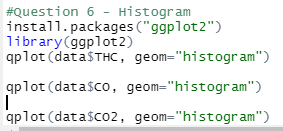 #Question 6 - Histogram
install.packages("ggplot2")
library(ggplot2)
qplot(data$THC, geom="histogram")
qplot(data$CO, geom="histogram")
qplot(data$CO2, geom="histogram")